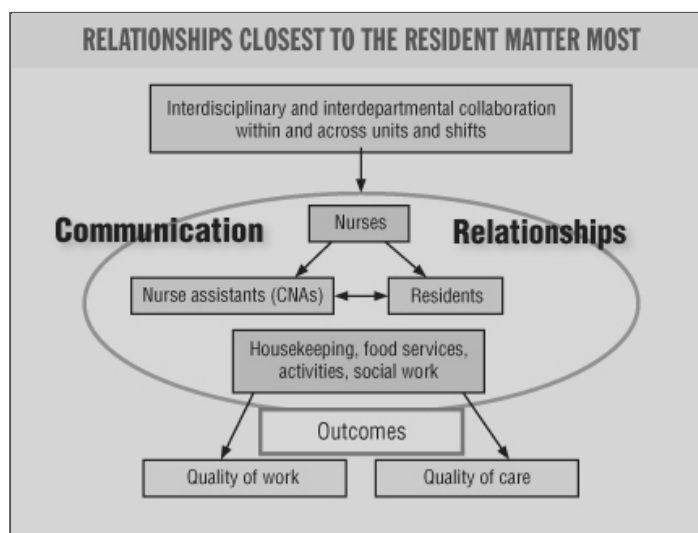 RELATIONSHIPS CLOSEST TO THE RESIDENT MATTER MOST
Interdisciplinary and interdepartmental collaboration
within and across units and shifts
Communication
Nurses
Relationships
Nurse assistants (CNAs)
Residents
Housekeeping, food services,
activities, social work
Outcomes
Quality of work
Quality of care